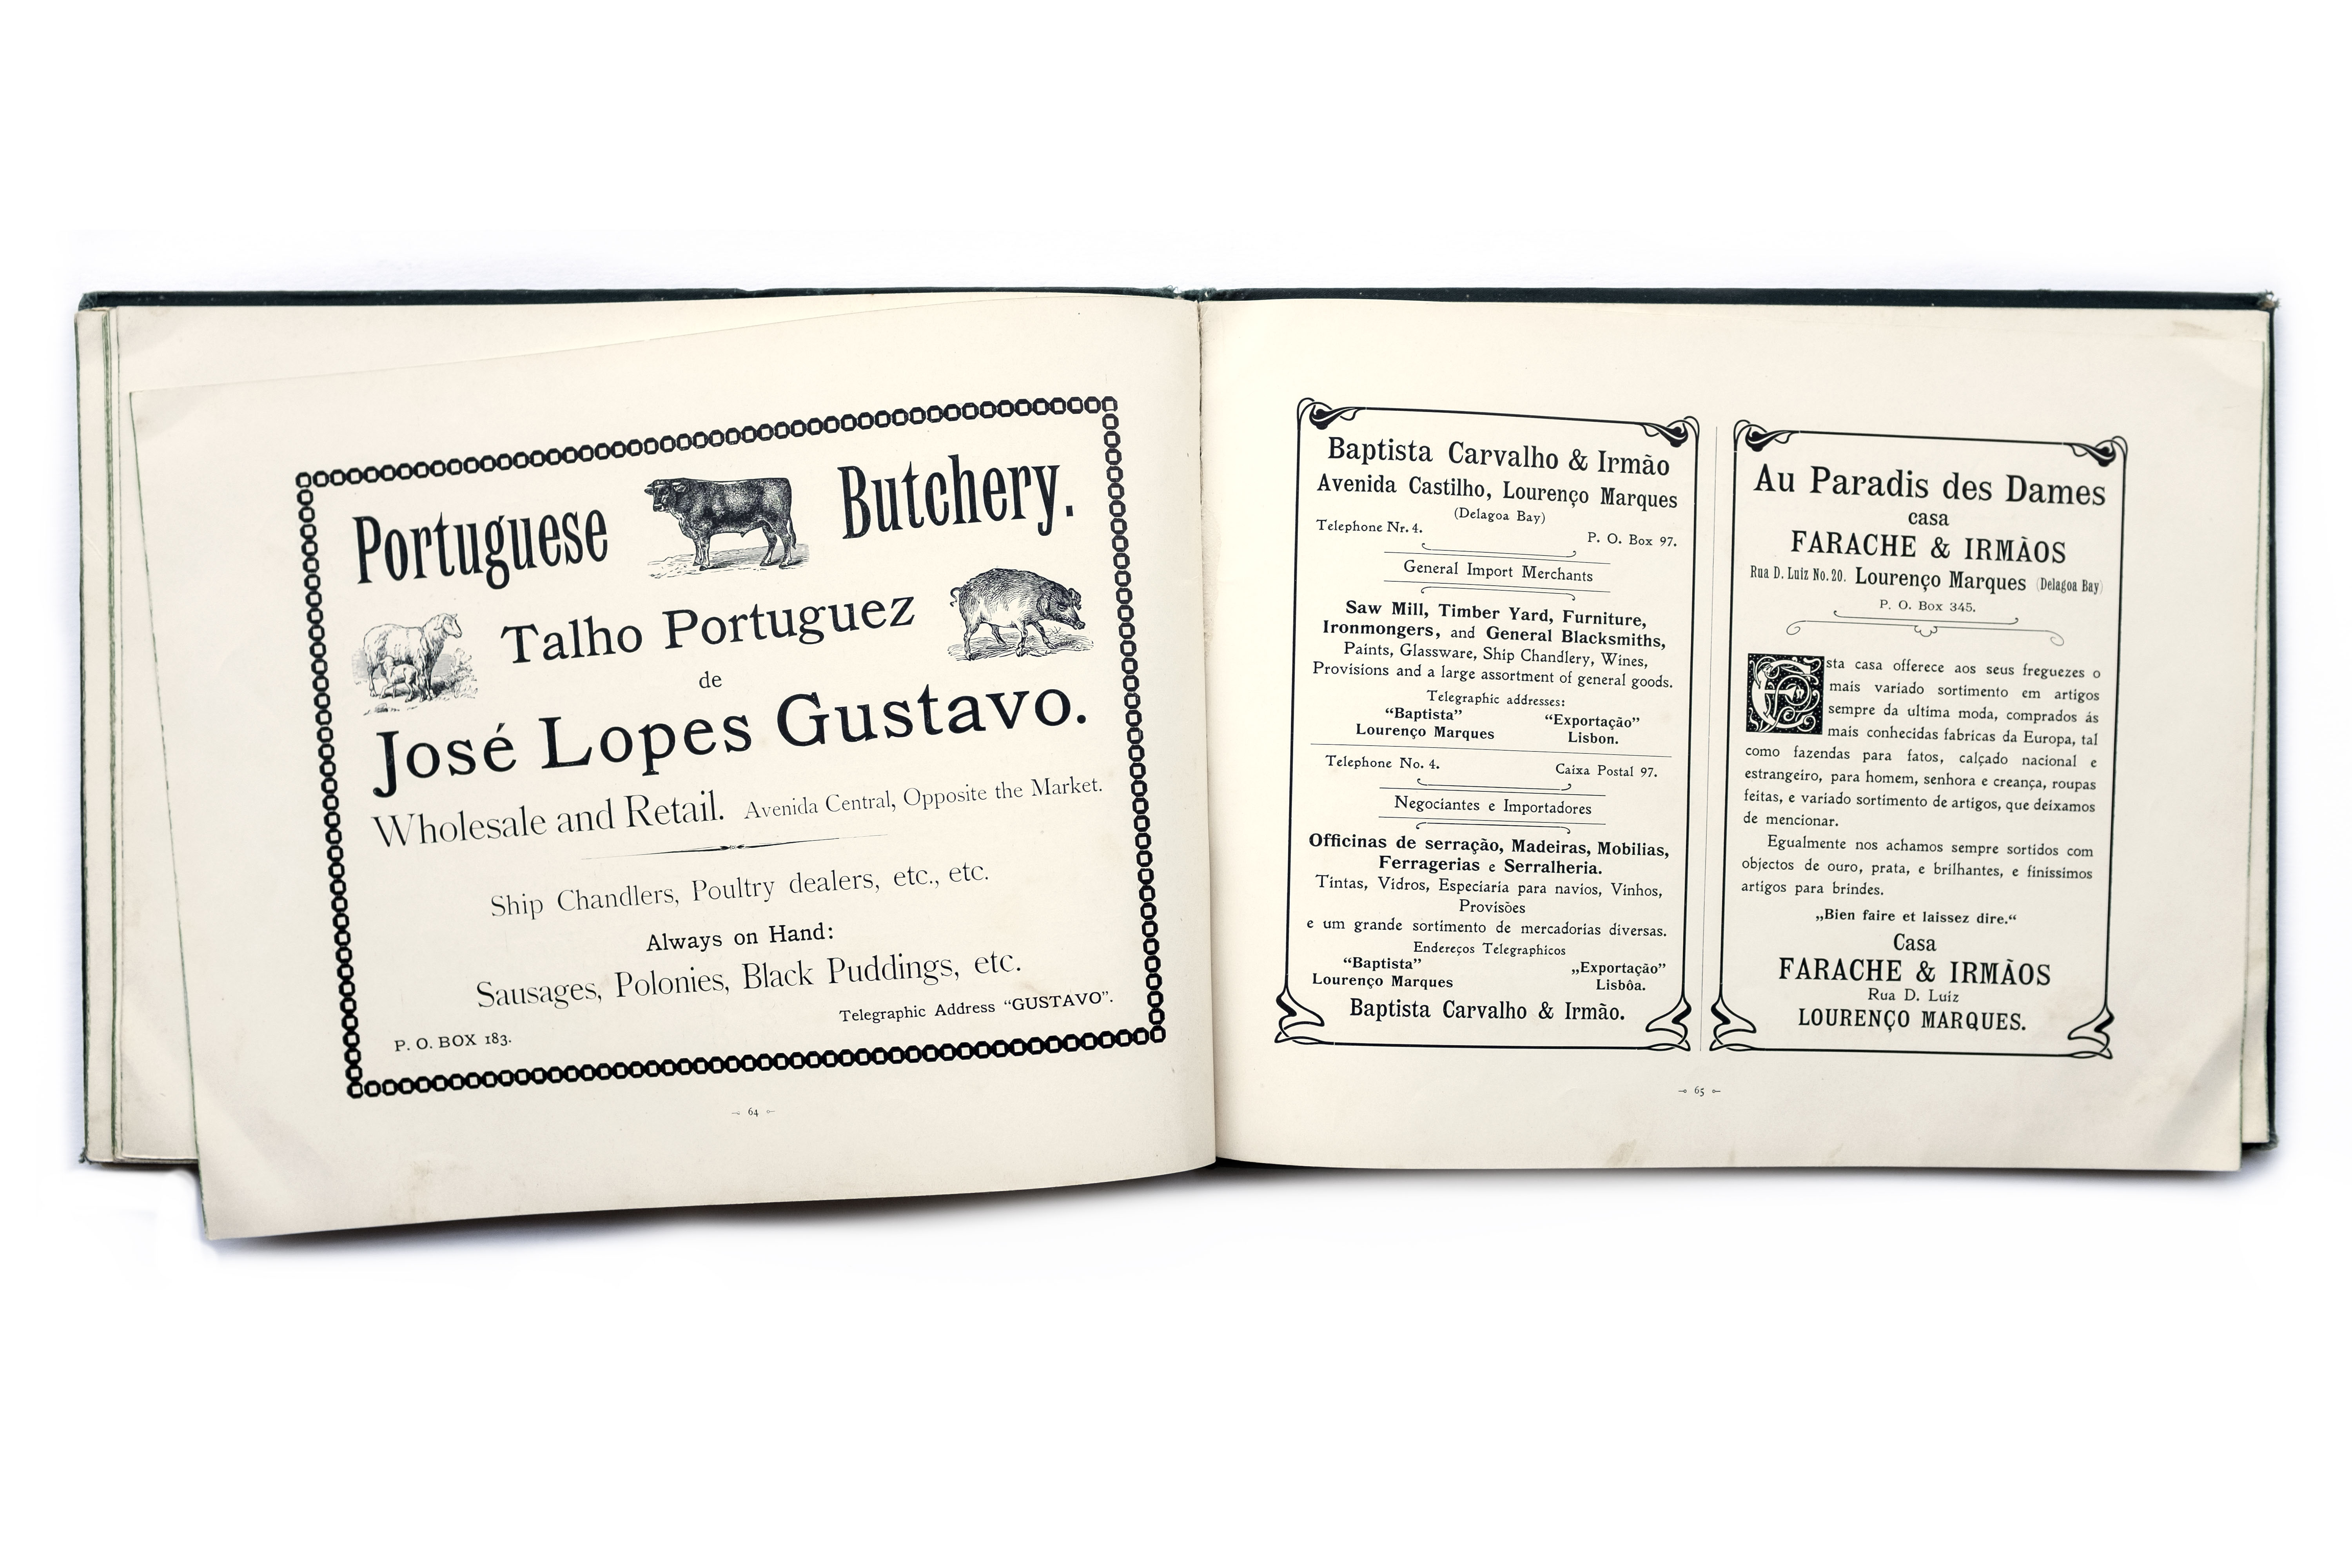 Portuguese Butchery.
Talho Portuguez
de
José Lopes Gustavo.
Wholesale and Retail. Avenida Central, Opposite the Market.
Ship Chandlers, Poultry dealers, etc., etc.
Always on Hand:
Sausages, Polonies, Black Puddings, etc.
Telegraphic Address “GUSTAVO”.
P. O. BOX 183.
64
Baptista Carvalho & Irmão
Avenida Castilho, Lourenço Marques
(Delagoa Bay)
Telephone Nr. 4. P. O. Box 97.
General Import Merchants
Saw Mill, Timber Yard, Furniture,
Ironmongers, and General Blacksmiths,
Paints, Glassware, Ship Chandlery, Wines,
Provisions and a large assortment of general goods.
Telegraphic addresses:
“Baptista” “Exportação”
Lourenço Marques Lisbon.
Telephone No. 4. Caixa Postal 97.
Negociantes e Importadores
Officinas de serração, Madeiras, Mobilias,
Ferragerias e Serralheria.
Tintas, Vidros, Especiaria para navios, Vinhos,
Provisões
e um grande sortimento de mercadorias diversas.
Endereços Telegraphicos
“Baptista” „Exportação”
Lourenço Marques Lisbôa.
Baptista Carvalho & Irmão.
Au Paradis des Dames
casa
FARACHE & IRMÃOS
Rua D. Luiz No. 20. Lourenço Marques (Delagoa Bay)
P. O. Box 345.
Esta casa offerece aos seus freguezes o
mais variado sortimento em artigos
sempre da ultima moda, comprados ás
mais conhecidas fabricas da Europa, tal
como fazendas para fatos, calçado nacional e
estrangeiro, para homem, senhora e creança, roupas
feitas, e variado sortimento de artigos, que deixamos
de mencionar.
Egualmente nos achamos sempre sortidos com
objectos de ouro, prata, e brilhantes, e finissimos
artigos para brindes.
„Bien faire et laissez dire.“
Casa
FARACHE & IRMÃOS
Rua D. Luiz
LOURENÇO MARQUES.
65